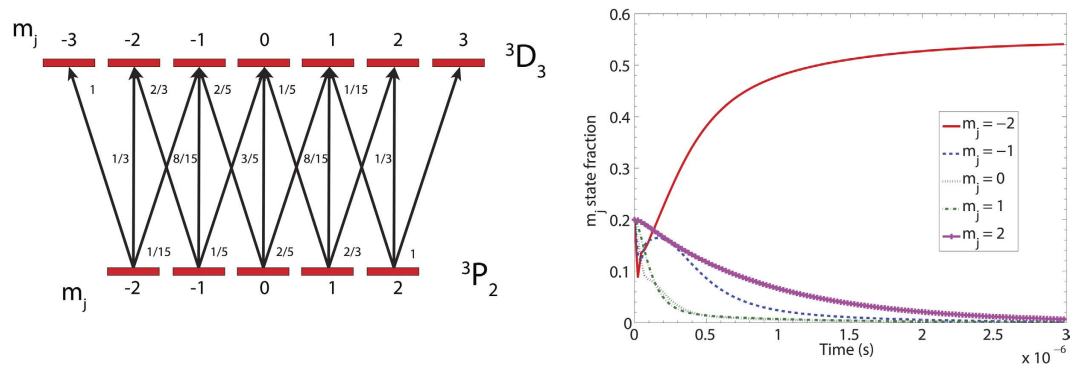 m_j -3 -2 -1 0 1 2 3 ³D₃
1 2/3 2/5 1/5 1/15
1/3 8/15 3/5 8/15 1/3
1/15 1/5 2/5 2/3 1
-2 -1 0 1 2 ³P₂
m_j
0.6
0.5
0.4
0.3
0.2
0.1
0
m_j state fraction
m_j = −2
m_j = −1
m_j = 0
m_j = 1
m_j = 2
0 0.5 1 1.5 2 2.5 3
Time (s)
x 10⁻⁶